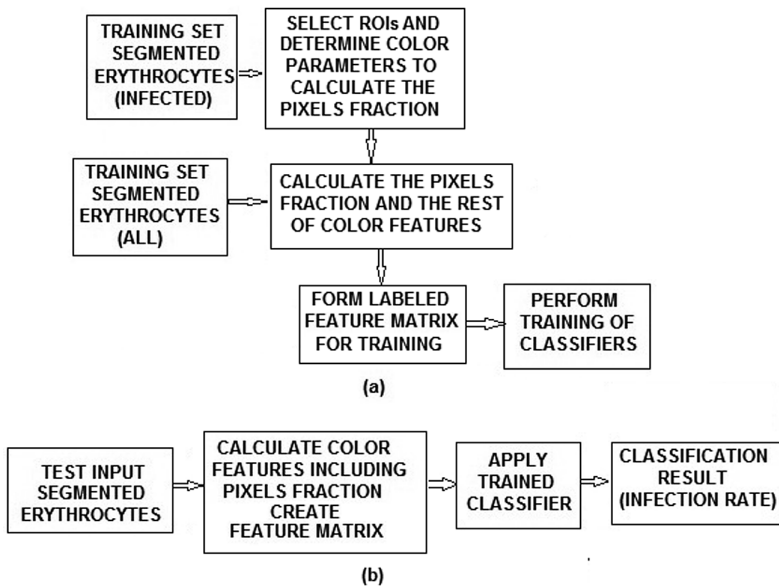 TRAINING SET
SEGMENTED
ERYTHROCYTES
(INFECTED)
SELECT ROIs AND
DETERMINE COLOR
PARAMETERS TO
CALCULATE THE
PIXELS FRACTION
TRAINING SET
SEGMENTED
ERYTHROCYTES
(ALL)
CALCULATE THE PIXELS
FRACTION AND THE REST
OF COLOR FEATURES
FORM LABELED
FEATURE MATRIX
FOR TRAINING
PERFORM
TRAINING OF
CLASSIFIERS
(a)
TEST INPUT
SEGMENTED
ERYTHROCYTES
CALCULATE COLOR
FEATURES INCLUDING
PIXELS FRACTION
CREATE
FEATURE MATRIX
APPLY
TRAINED
CLASSIFIER
CLASSIFICATION
RESULT
(INFECTION RATE)
(b)